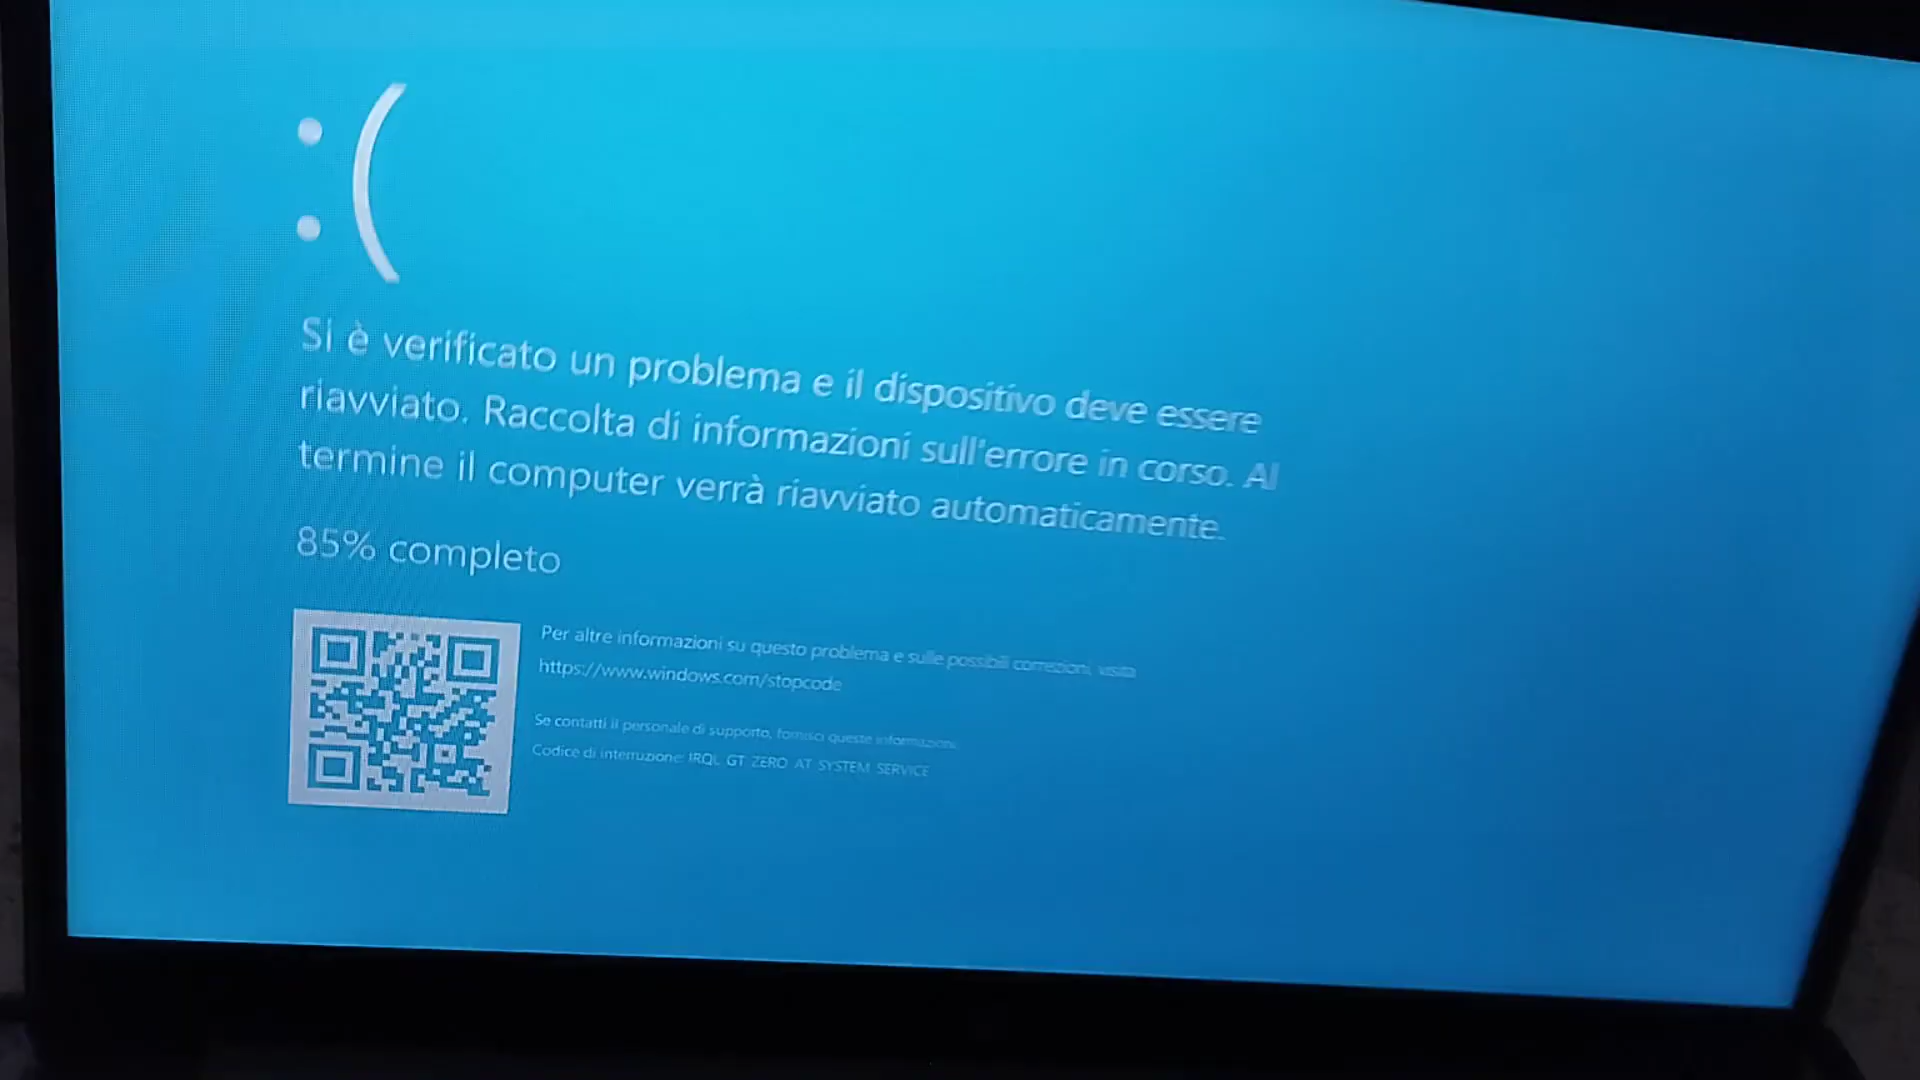 :(
Si è verificato un problema e il dispositivo deve essere
riavviato. Raccolta di informazioni sull'errore in corso. Al
termine il computer verrà riavviato automaticamente.
85% completo
Per altre informazioni su questo problema e sulle possibili correzioni, visita
https://www.windows.com/stopcode
Se contatti il personale di supporto, fornisci queste informazioni:
Codice di interruzione: IRQL GT ZERO AT SYSTEM SERVICE